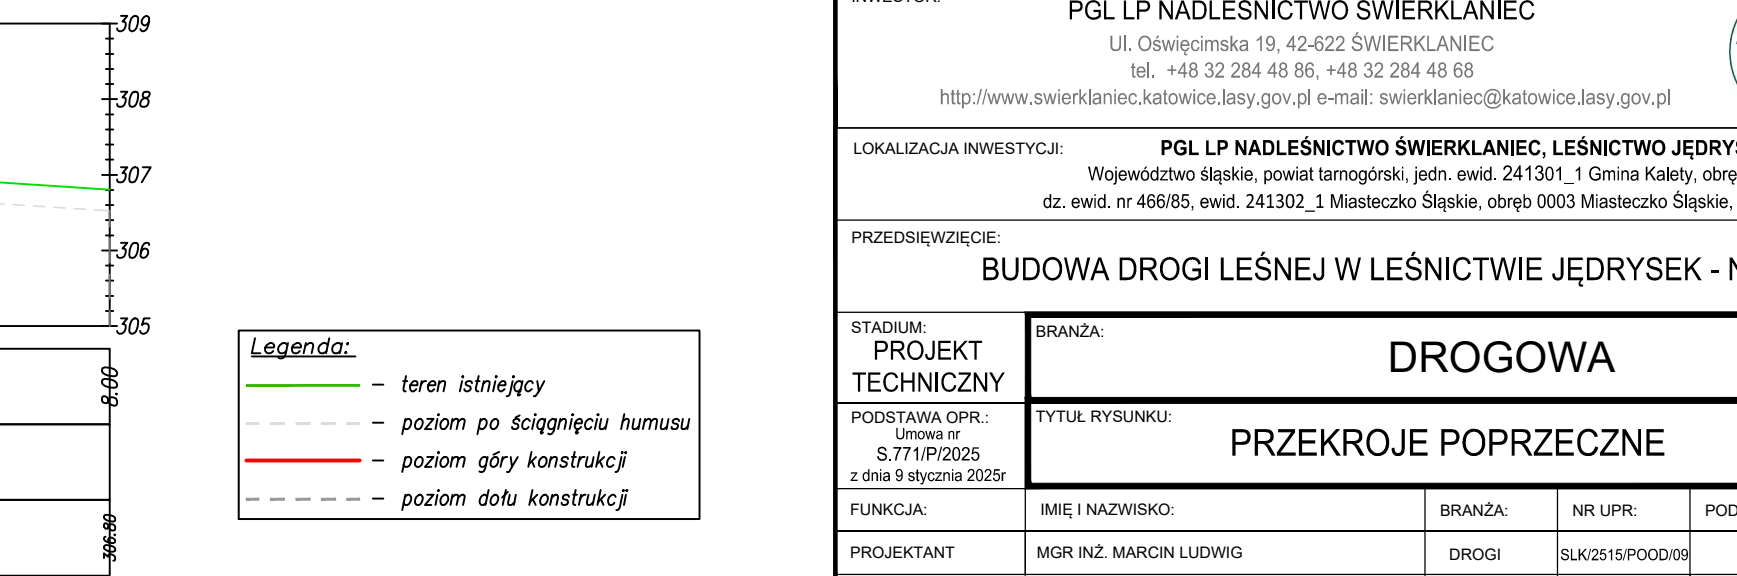 309
308
307
306
305
8.00
306.80
Legenda:
– teren istniejący
– poziom po ściągnięciu humusu
– poziom góry konstrukcji
– poziom dołu konstrukcji
PGL LP NADLEŚNICTWO ŚWIERKLANIEC
Ul. Oświęcimska 19, 42-622 ŚWIERKLANIEC
tel. +48 32 284 48 86, +48 32 284 48 68
http://www.swierklaniec.katowice.lasy.gov.pl e-mail: swierklaniec@katowice.lasy.gov.pl
LOKALIZACJA INWESTYCJI:
PGL LP NADLEŚNICTWO ŚWIERKLANIEC, LEŚNICTWO JĘDRYS
Województwo śląskie, powiat tarnogórski, jedn. ewid. 241301_1 Gmina Kalety, obrę
dz. ewid. nr 466/85, ewid. 241302_1 Miasteczko Śląskie, obręb 0003 Miasteczko Śląskie,
PRZEDSIĘWZIĘCIE:
BUDOWA DROGI LEŚNEJ W LEŚNICTWIE JĘDRYSEK - N
STADIUM:
PROJEKT
TECHNICZNY
BRANŻA:
DROGOWA
PODSTAWA OPR.:
Umowa nr
S.771/P/2025
z dnia 9 stycznia 2025r
TYTUŁ RYSUNKU:
PRZEKROJE POPRZECZNE
FUNKCJA: IMIĘ I NAZWISKO: BRANŻA: NR UPR: POD
PROJEKTANT MGR INŻ. MARCIN LUDWIG DROGI SLK/2515/POOD/09